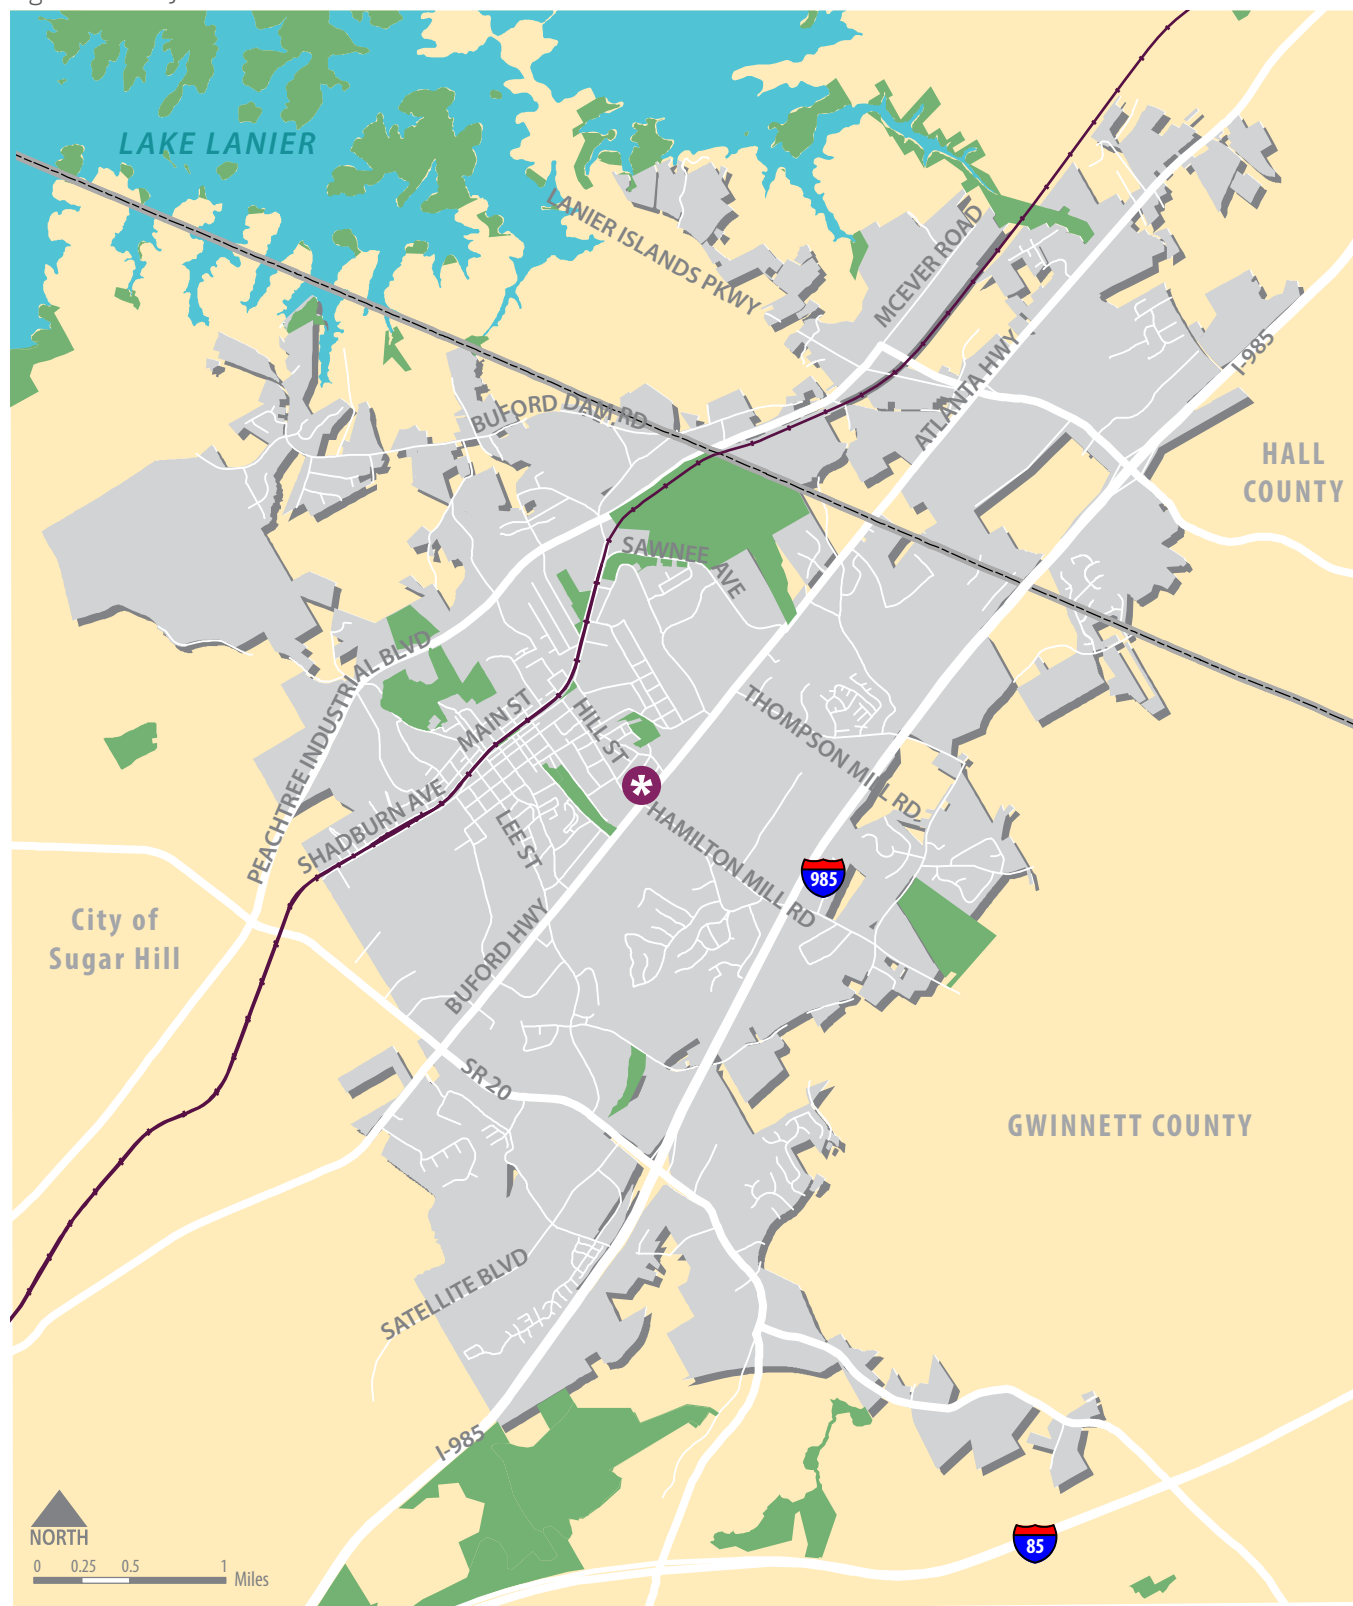 LAKE LANIER
LANIER ISLANDS PKWY
MCEVER ROAD
ATLANTA HWY
I-985
BUFORD DAM RD
HALL
COUNTY
SAWNEE AVE
PEACHTREE INDUSTRIAL BLVD
MAIN ST
HILL ST
THOMPSON MILL RD
*
SHADBURN AVE
LEE ST
HAMILTON MILL RD
985
City of
Sugar Hill
BUFORD HWY
SR 20
GWINNETT COUNTY
SATELLITE BLVD
I-985
NORTH
85
0 0.25 0.5 1
Miles